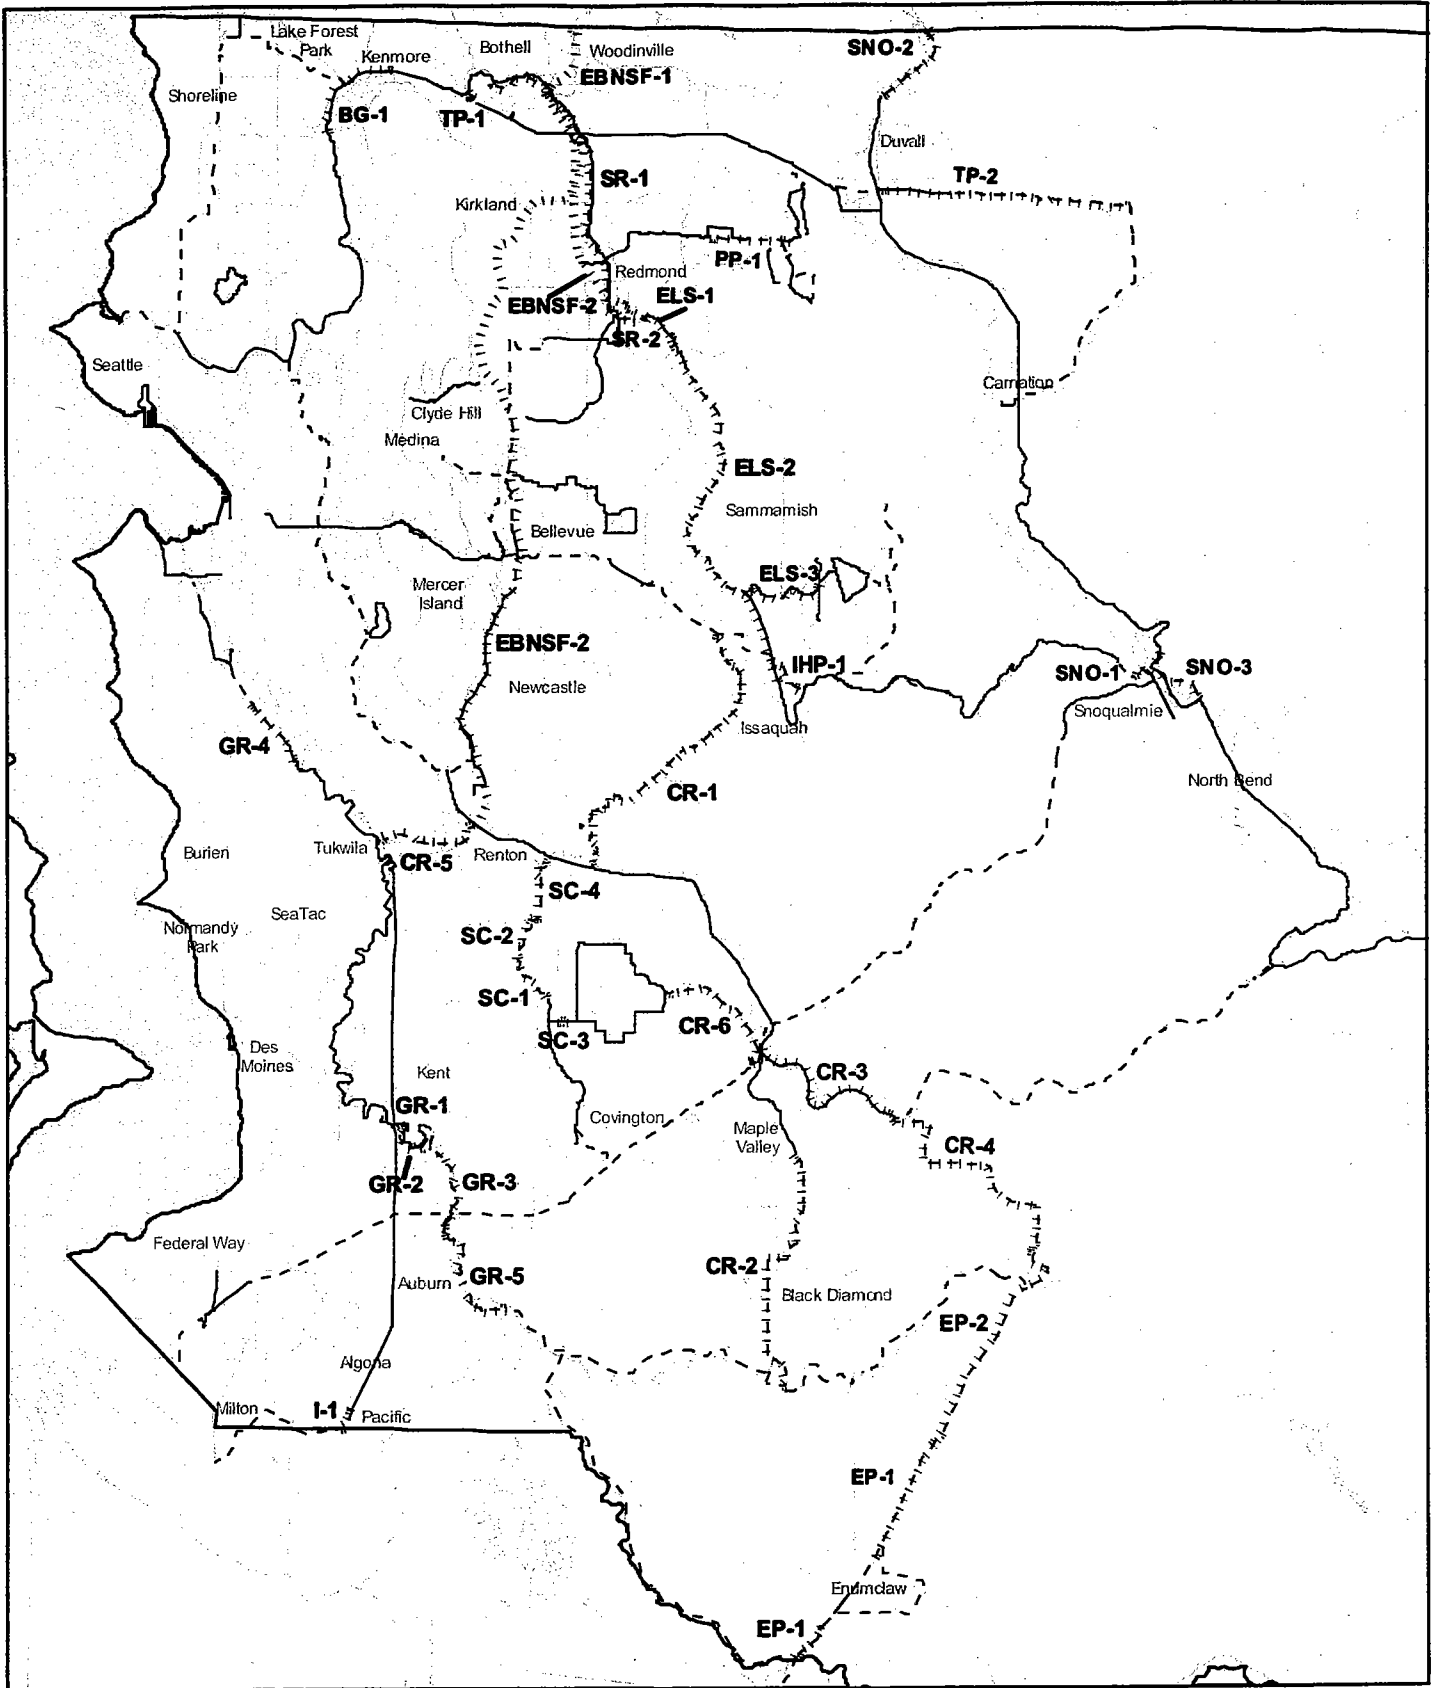 Lake Forest
Park
Kenmore
Bothell
Woodinville
SNO-2
EBNSF-1
Shoreline
BG-1
TP-1
Duvall
TP-2
SR-1
Kirkland
PP-1
Redmond
EBNSF-2
ELS-1
SR-2
Seattle
Carnation
Clyde Hill
Medina
ELS-2
Sammamish
Bellevue
ELS-3
Mercer
Island
EBNSF-2
IHP-1
SNO-1
SNO-3
Newcastle
Snoqualmie
Issaquah
GR-4
North Bend
CR-1
Burien
Tukwila
CR-5
Renton
SC-4
SeaTac
Normandy
Park
SC-2
SC-1
CR-6
SC-3
Des
Moines
Kent
CR-3
GR-1
Covington
Maple
Valley
CR-4
GR-2
GR-3
Federal Way
CR-2
Auburn
GR-5
Black Diamond
EP-2
Algona
Milton
I-1
Pacific
EP-1
Enumclaw
EP-1